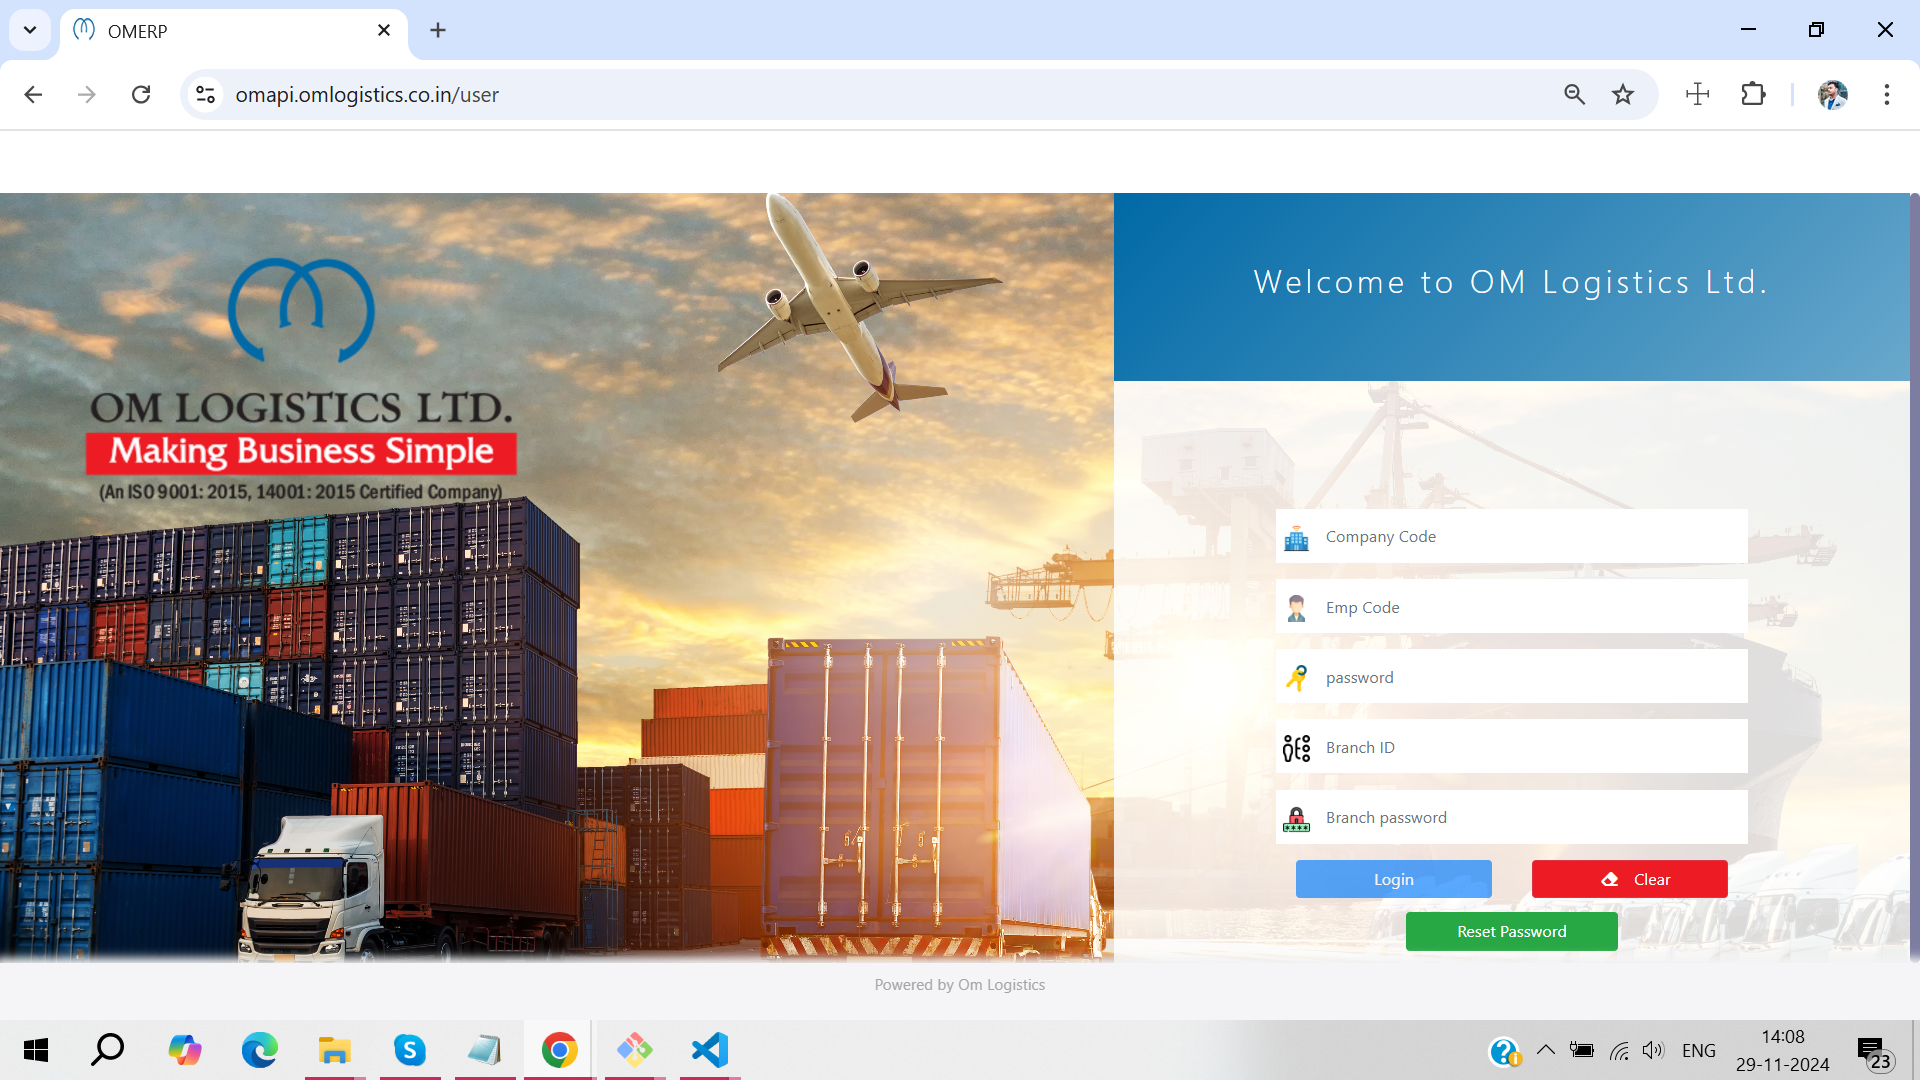 OMERP
omapi.omlogistics.co.in/user
OM LOGISTICS LTD.
Making Business Simple
(An ISO 9001: 2015, 14001: 2015 Certified Company)
Welcome to OM Logistics Ltd.
Company Code
Emp Code
password
Branch ID
Branch password
Login
Clear
Reset Password
Powered by Om Logistics
ENG
14:08
29-11-2024
23